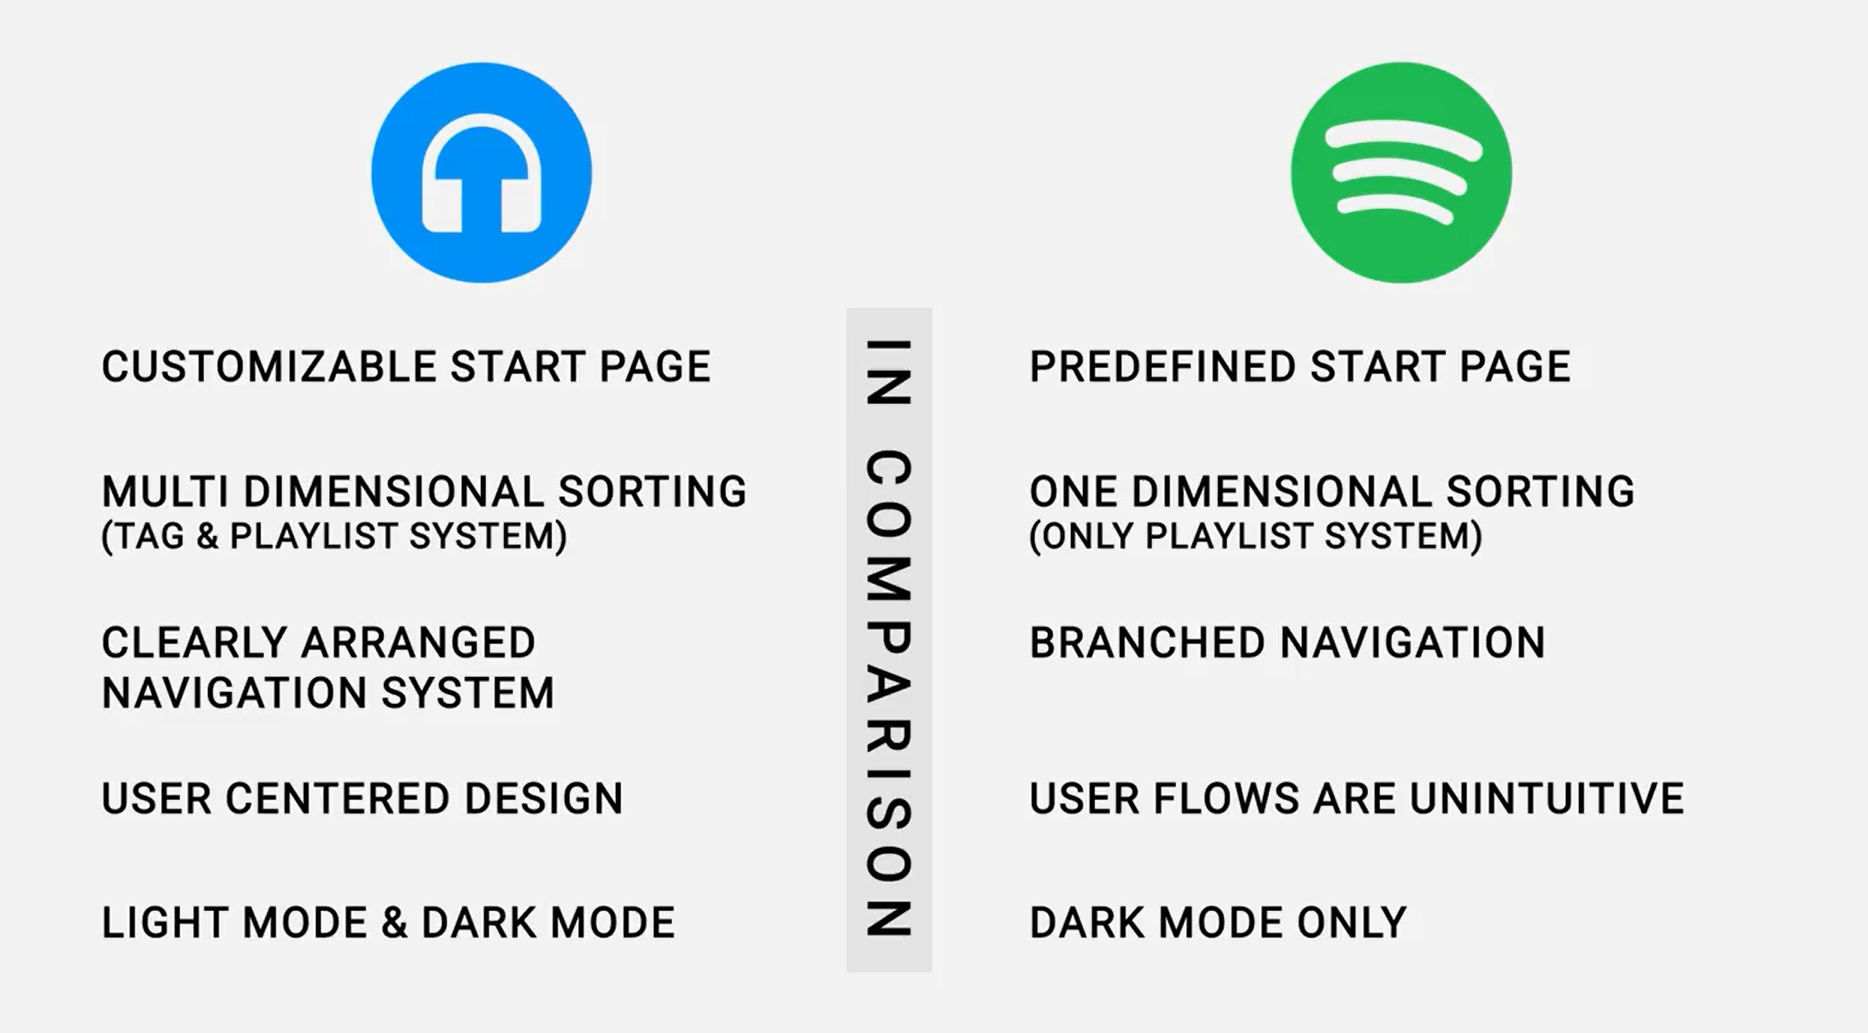 CUSTOMIZABLE START PAGE
MULTI DIMENSIONAL SORTING
(TAG & PLAYLIST SYSTEM)
CLEARLY ARRANGED
NAVIGATION SYSTEM
USER CENTERED DESIGN
LIGHT MODE & DARK MODE
IN COMPARISON
PREDEFINED START PAGE
ONE DIMENSIONAL SORTING
(ONLY PLAYLIST SYSTEM)
BRANCHED NAVIGATION
USER FLOWS ARE UNINTUITIVE
DARK MODE ONLY